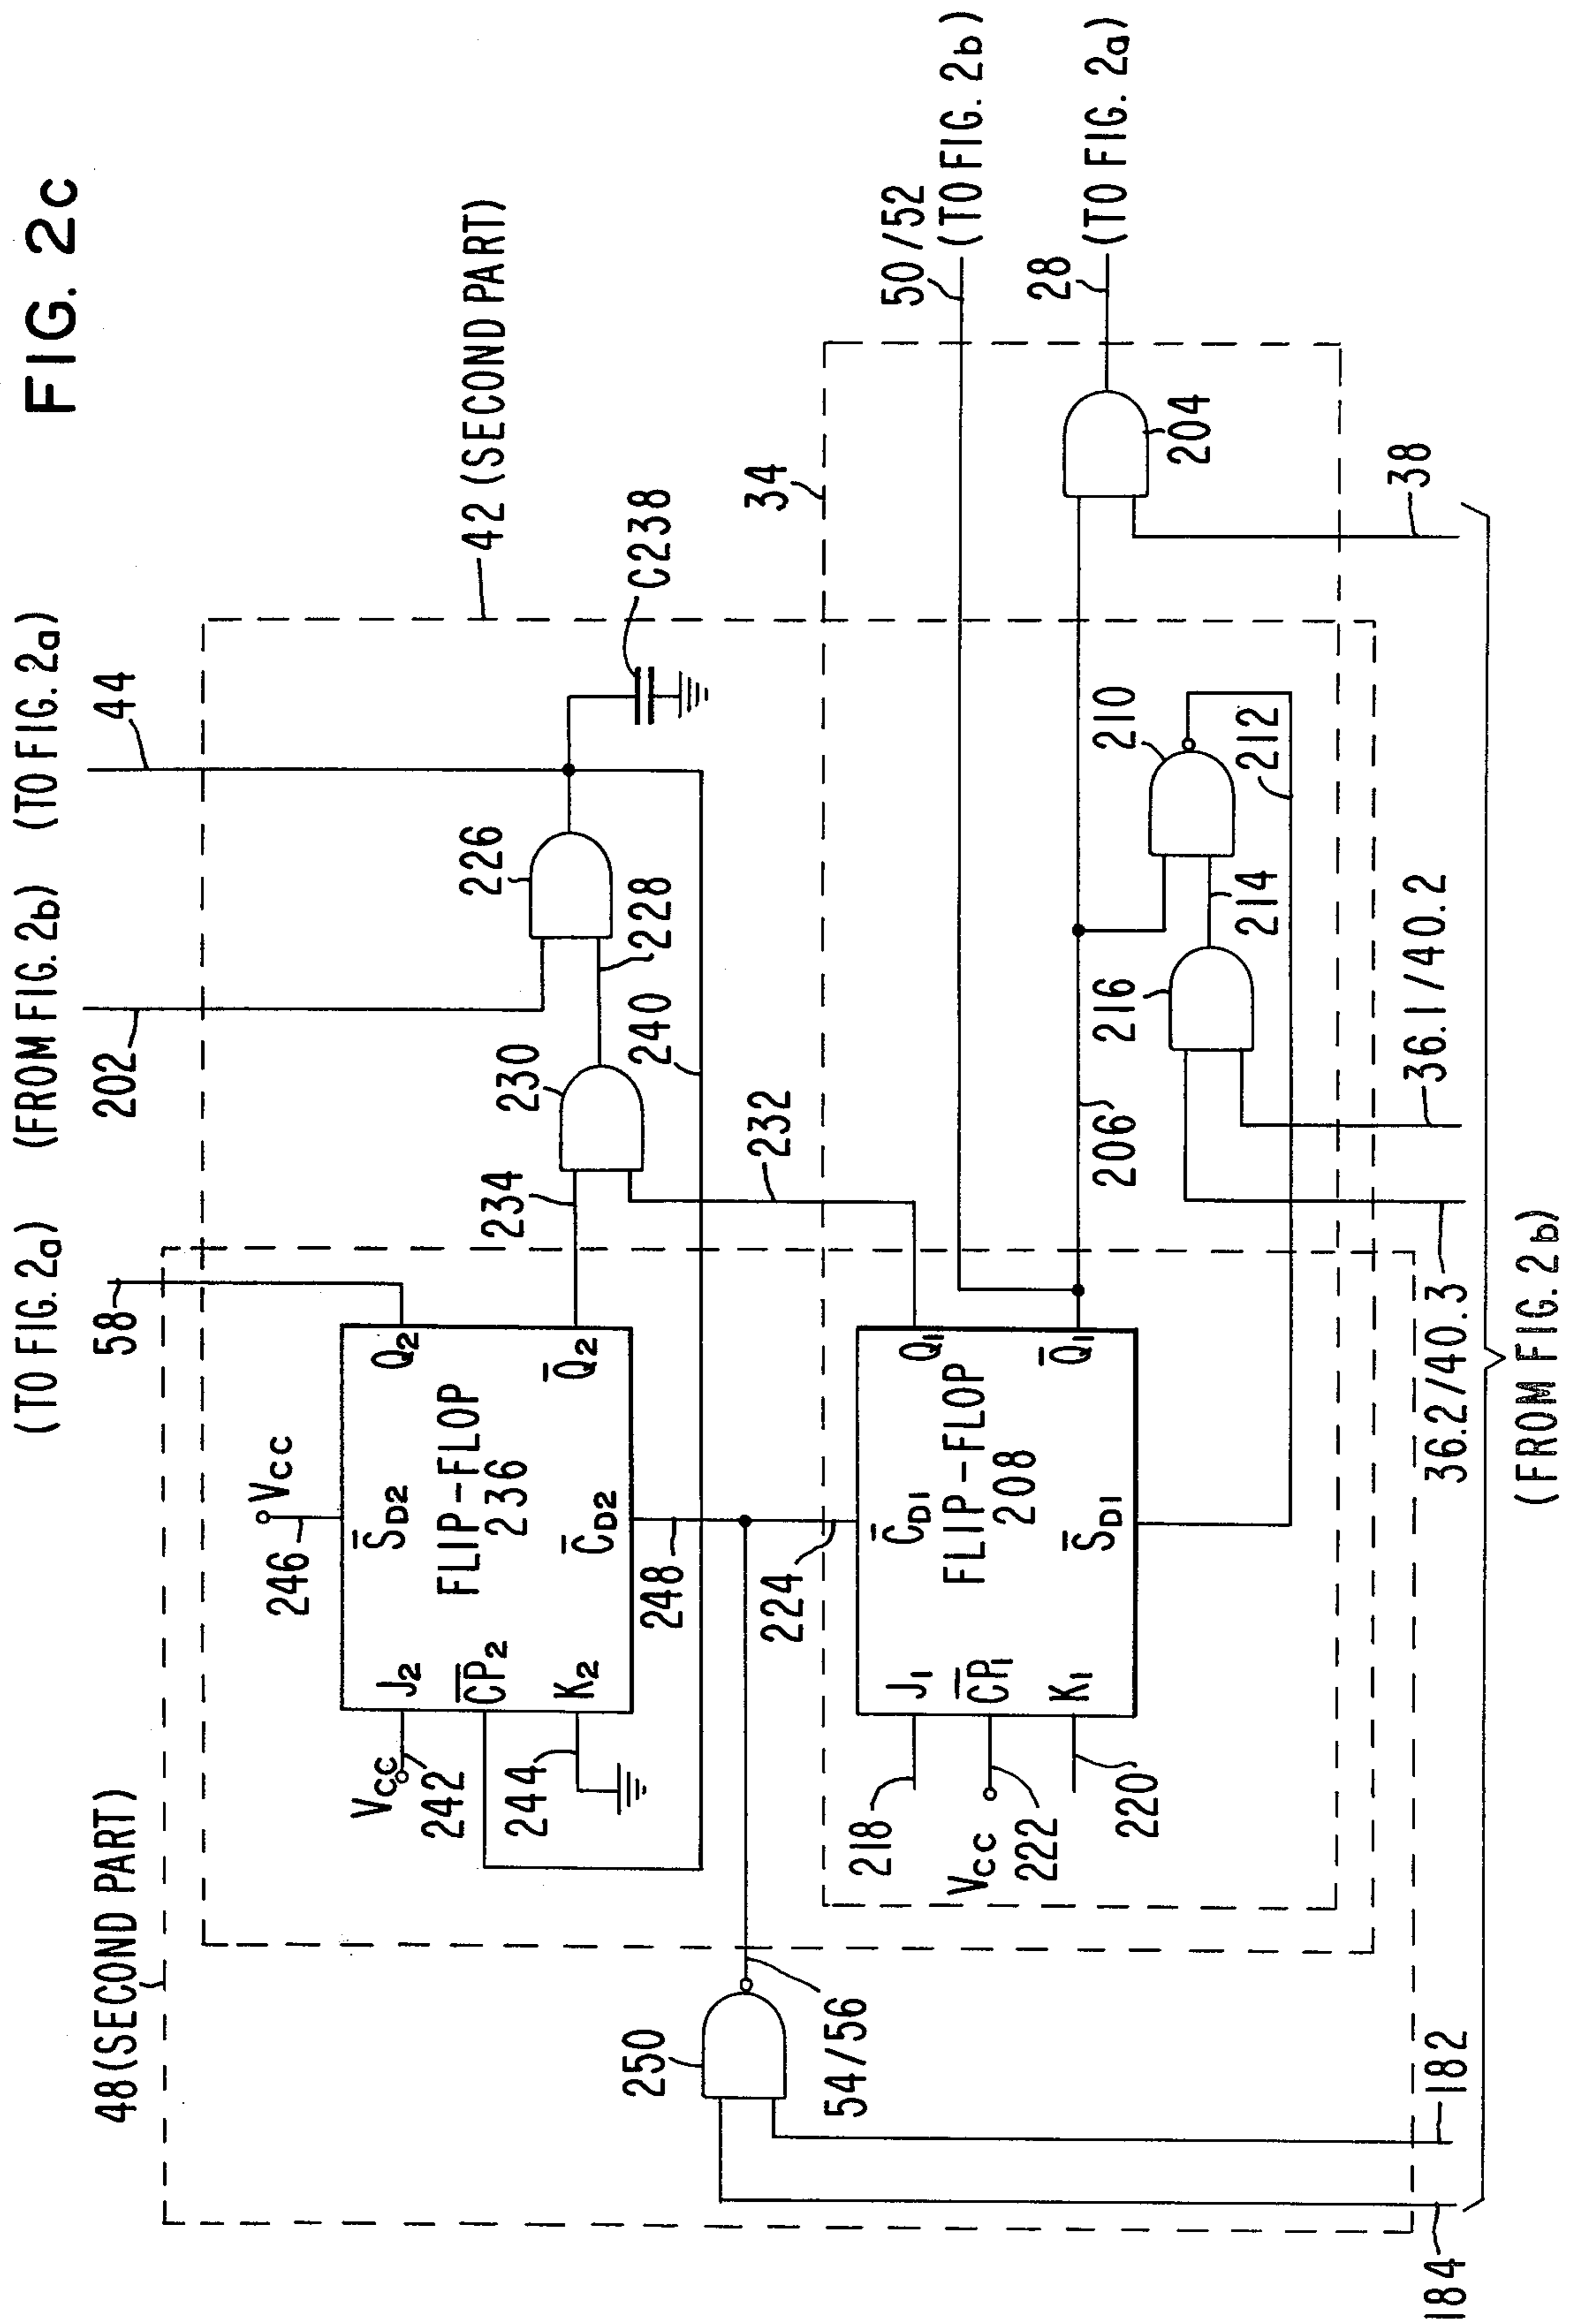 FIG. 2c
(TO FIG. 2a)
(FROM FIG. 2b)
(TO FIG. 2a)
58
202
44
48 (SECOND PART)
42 (SECOND PART)
246
VCC
S̅D2
J2
Q2
VCC
242
C̅P̅2
FLIP-FLOP
236
244
K2
C̅D2
Q̅2
234
230
226
228
240
C238
248
232
250
54/56
224
34
50/52
(TO FIG. 2b)
218
J1
C̅D1
Q1
VCC
222
C̅P̅1
FLIP-FLOP
208
220
K1
S̅D1
Q̅1
206
216
210
214
212
204
28
(TO FIG. 2a)
184
182
36.2/40.3
36.1/40.2
38
(FROM FIG. 2b)